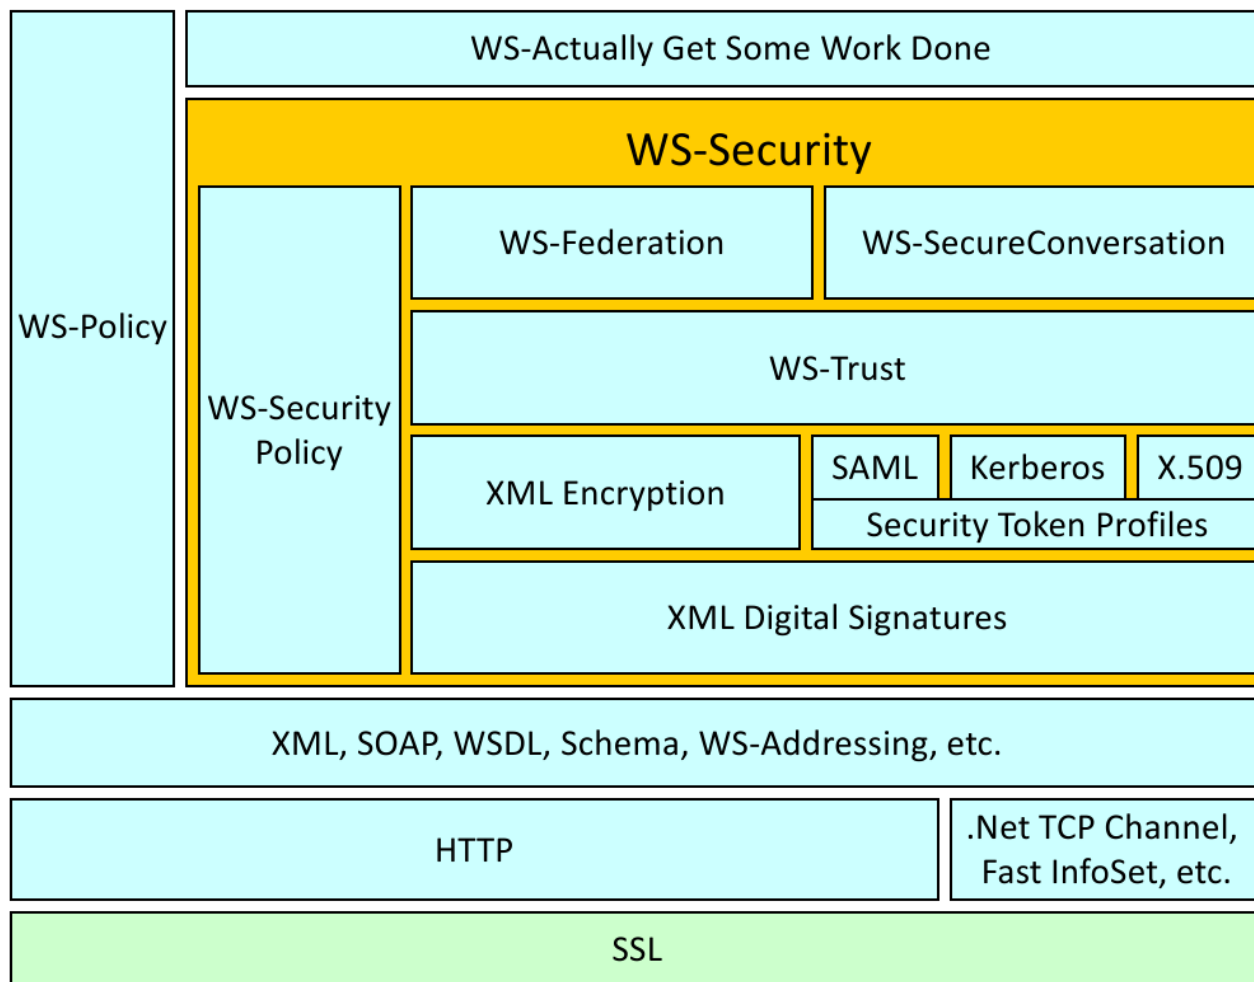 WS-Actually Get Some Work Done
WS-Security
WS-Policy
WS-Security
Policy
WS-Federation
WS-SecureConversation
WS-Trust
XML Encryption
SAML
Kerberos
X.509
Security Token Profiles
XML Digital Signatures
XML, SOAP, WSDL, Schema, WS-Addressing, etc.
HTTP
.Net TCP Channel,
Fast InfoSet, etc.
SSL